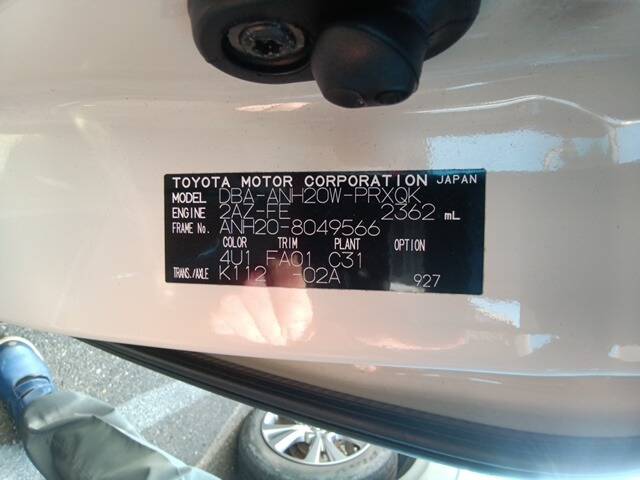 TOYOTA MOTOR CORPORATION JAPAN
MODEL DBA-ANH20W-PRXQK
ENGINE 2AZ-FE 2362 mL
FRAME No. ANH20-8049566
COLOR TRIM PLANT OPTION
4U1 FA01 C31
TRANS./AXLE K112 -02A 927